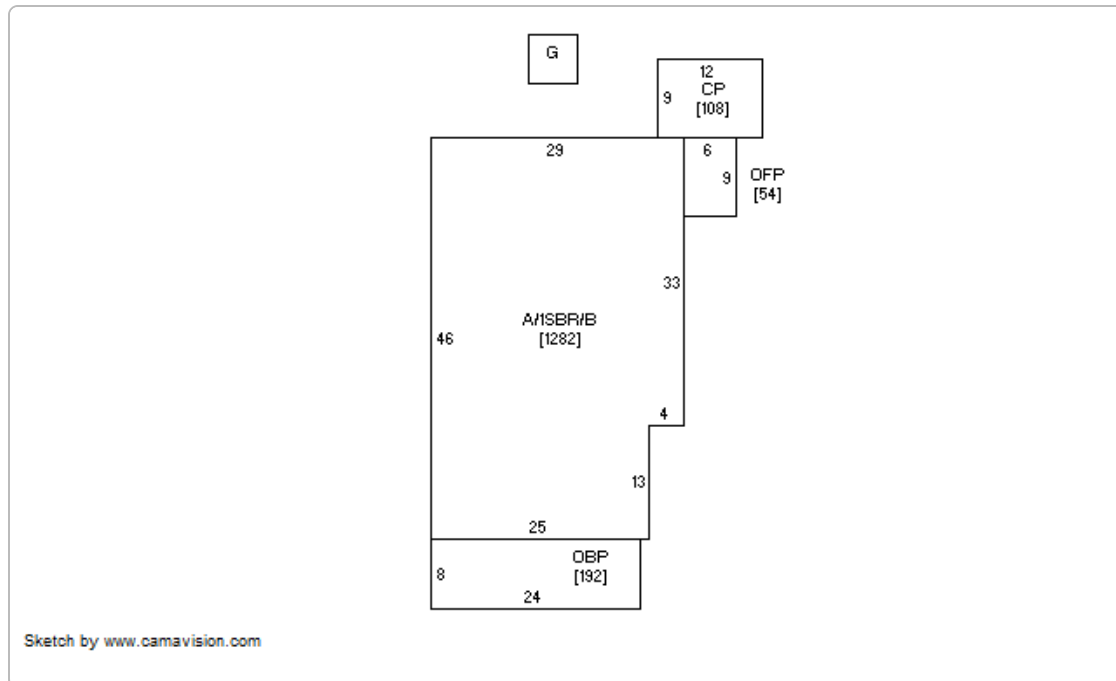 G
12
CP
[108]
9
29
6
9
OFP
[54]
33
A/1SBR/B
[1282]
46
4
13
25
OBP
[192]
8
24
Sketch by www.camavision.com